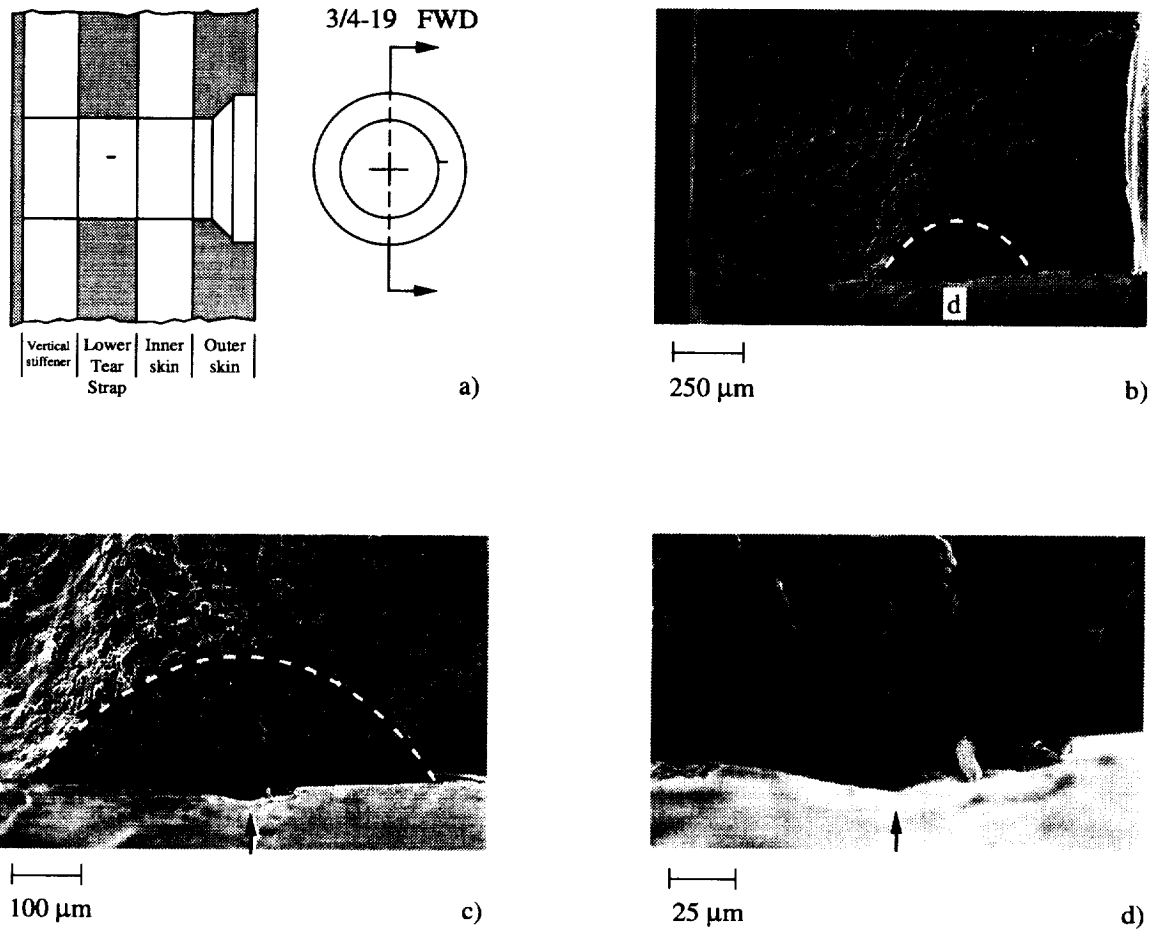 3/4-19 FWD
Vertical
stiffener
Lower
Tear
Strap
Inner
skin
Outer
skin
a)
d
250 µm
b)
100 µm
c)
25 µm
d)